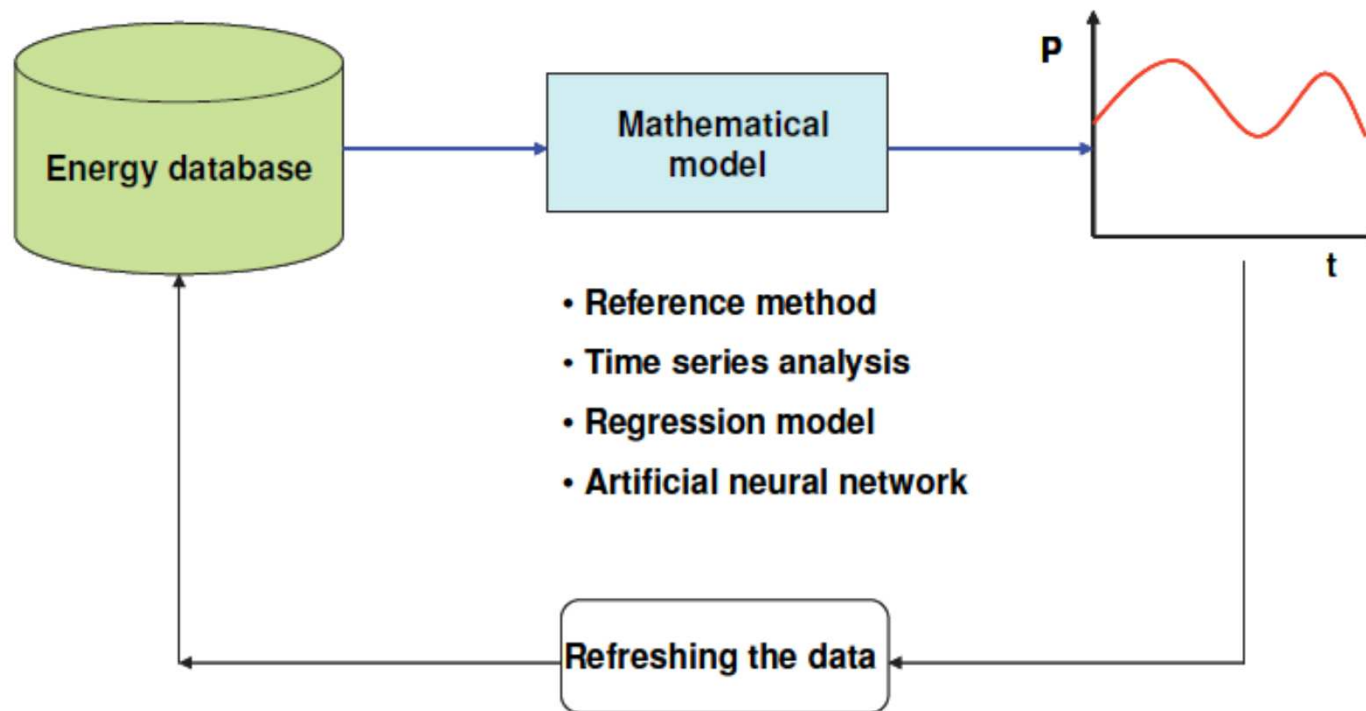 Energy database
Mathematical
model
P
t
• Reference method
• Time series analysis
• Regression model
• Artificial neural network
Refreshing the data